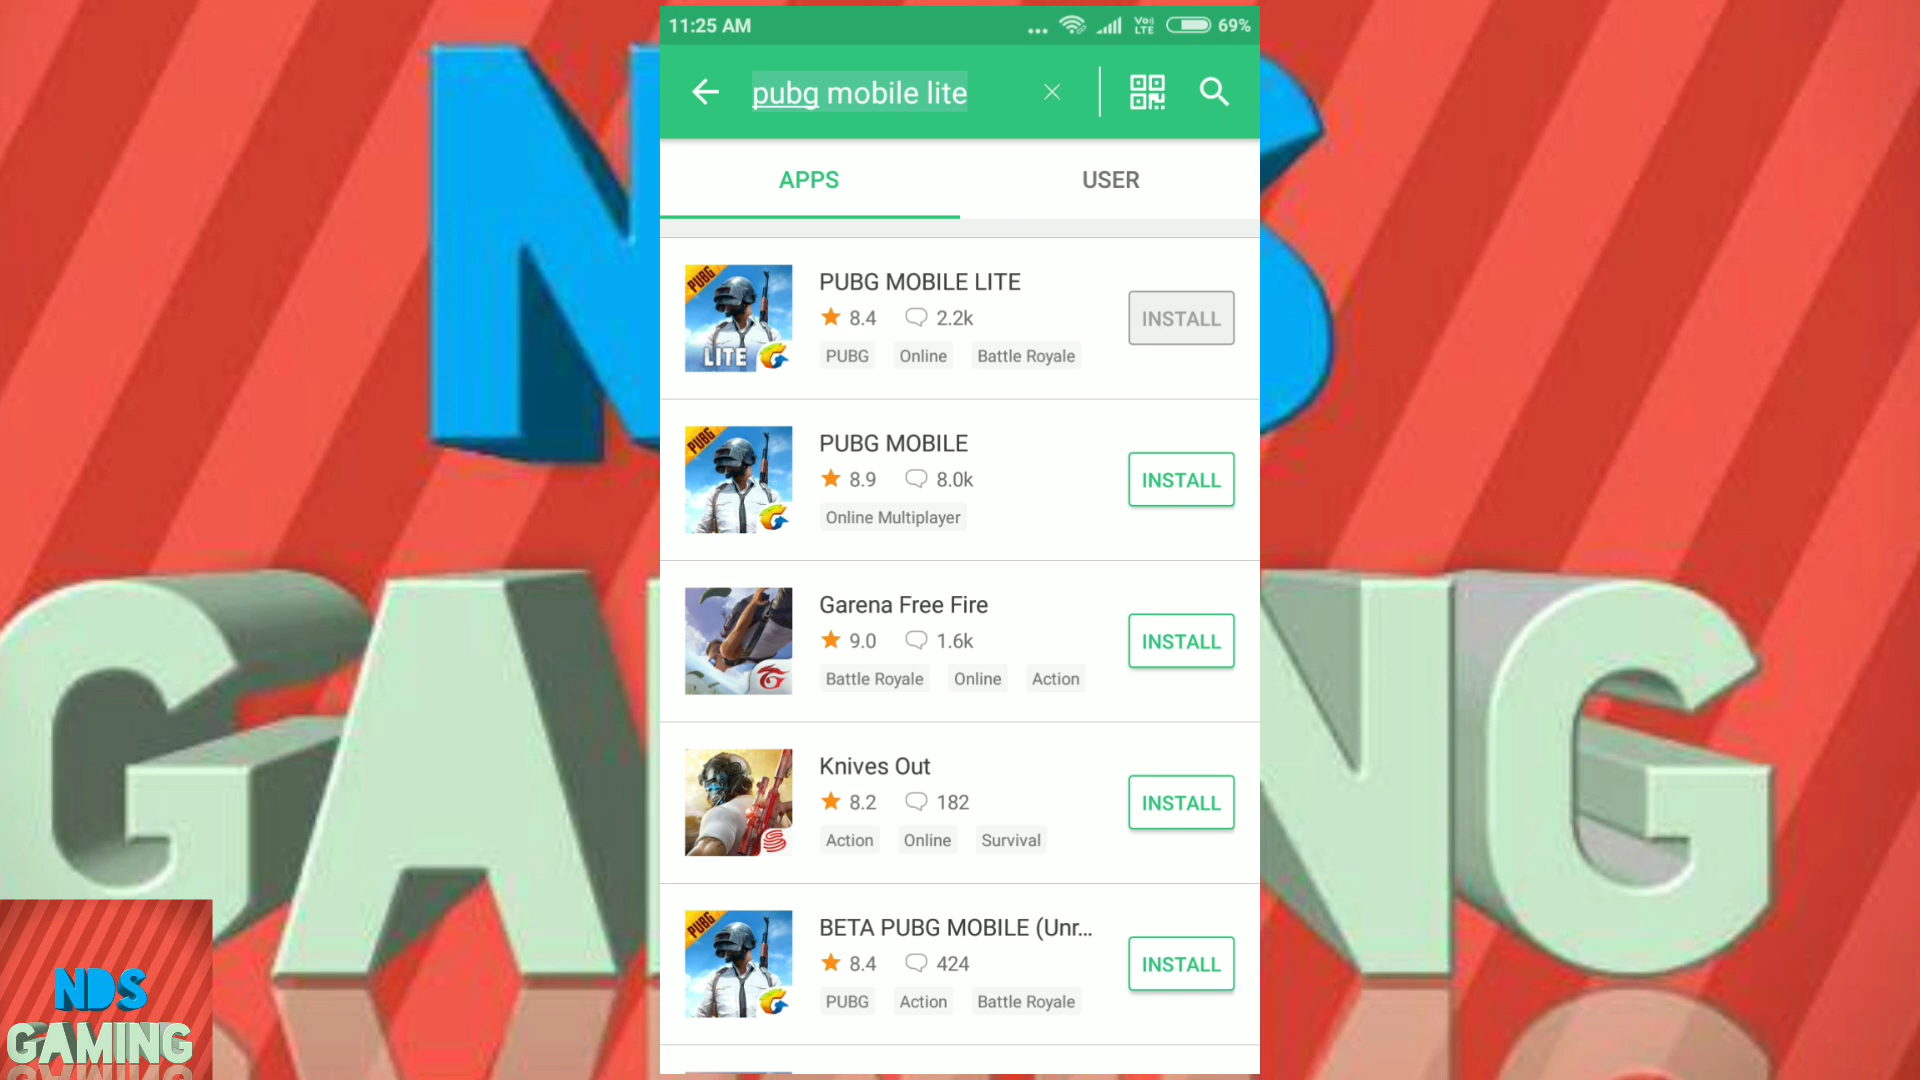 11:25 AM
Vo))
LTE
69%
pubg mobile lite
APPS
USER
PUBG MOBILE LITE
8.4
2.2k
INSTALL
PUBG
Online
Battle Royale
PUBG
LITE
PUBG MOBILE
8.9
8.0k
INSTALL
Online Multiplayer
PUBG
Garena Free Fire
9.0
1.6k
INSTALL
Battle Royale
Online
Action
Knives Out
8.2
182
INSTALL
Action
Online
Survival
BETA PUBG MOBILE (Unr...
8.4
424
INSTALL
PUBG
Action
Battle Royale
PUBG
NDS
GAMING